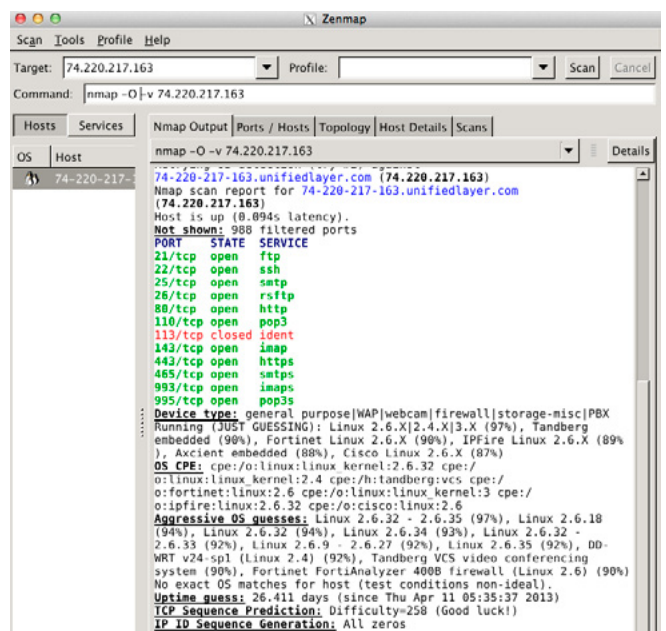 Zenmap
Scan Tools Profile Help
Target: 74.220.217.163 Profile: Scan Cancel
Command: nmap -O -v 74.220.217.163
Hosts Services Nmap Output Ports / Hosts Topology Host Details Scans
OS Host nmap -O -v 74.220.217.163 Details
74-220-217-
74-220-217-163.unifiedlayer.com (74.220.217.163)
Nmap scan report for 74-220-217-163.unifiedlayer.com
(74.220.217.163)
Host is up (0.094s latency).
Not shown: 988 filtered ports
PORT STATE SERVICE
21/tcp open ftp
22/tcp open ssh
25/tcp open smtp
26/tcp open rsftp
80/tcp open http
110/tcp open pop3
113/tcp closed ident
143/tcp open imap
443/tcp open https
465/tcp open smtps
993/tcp open imaps
995/tcp open pop3s
Device type: general purpose|WAP|webcam|firewall|storage-misc|PBX
Running (JUST GUESSING): Linux 2.6.X|2.4.X|3.X (97%), Tandberg
embedded (90%), Fortinet Linux 2.6.X (90%), IPFire Linux 2.6.X (89%
), Axcient embedded (88%), Cisco Linux 2.6.X (87%)
OS CPE: cpe:/o:linux:linux_kernel:2.6.32 cpe:/
o:linux:linux_kernel:2.4 cpe:/h:tandberg:vcs cpe:/
o:fortinet:linux:2.6 cpe:/o:linux:linux_kernel:3 cpe:/
o:ipfire:linux:2.6.32 cpe:/o:cisco:linux:2.6
Aggressive OS guesses: Linux 2.6.32 - 2.6.35 (97%), Linux 2.6.18
(94%), Linux 2.6.32 (94%), Linux 2.6.34 (93%), Linux 2.6.32 -
2.6.33 (92%), Linux 2.6.9 - 2.6.27 (92%), Linux 2.6.35 (92%), DD-
WRT v24-sp1 (Linux 2.4) (92%), Tandberg VCS video conferencing
system (90%), Fortinet FortiAnalyzer 400B firewall (Linux 2.6) (90%)
No exact OS matches for host (test conditions non-ideal).
Uptime guess: 26.411 days (since Thu Apr 11 05:35:37 2013)
TCP Sequence Prediction: Difficulty=258 (Good luck!)
IP ID Sequence Generation: All zeros